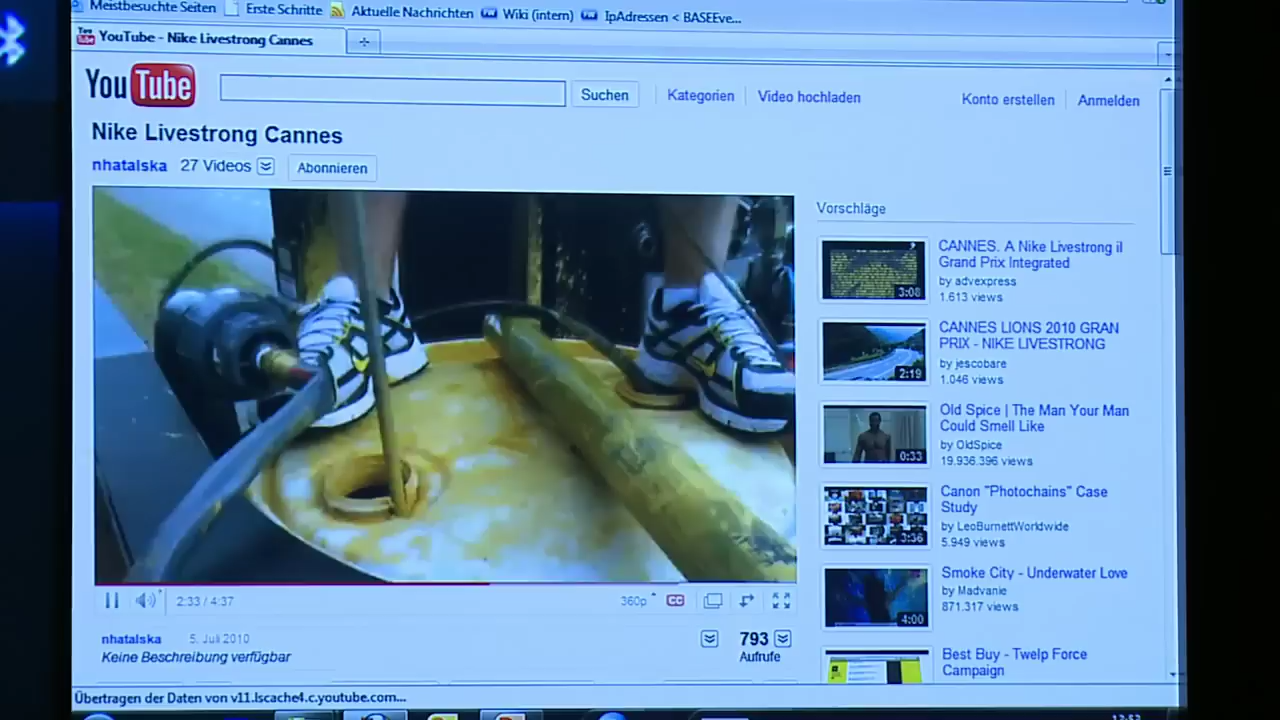 Meistbesuchte Seiten Erste Schritte Aktuelle Nachrichten Wiki (intern) IpAdressen < BASEEve...
YouTube - Nike Livestrong Cannes
YouTube Suchen Kategorien Video hochladen Konto erstellen Anmelden
Nike Livestrong Cannes
nhatalska 27 Videos Abonnieren
Vorschläge
CANNES. A Nike Livestrong il
Grand Prix Integrated
by advexpress
1.613 views
3:08
CANNES LIONS 2010 GRAN
PRIX - NIKE LIVESTRONG
by jescobare
1.046 views
2:19
Old Spice | The Man Your Man
Could Smell Like
by OldSpice
19.936.396 views
0:33
Canon "Photochains" Case
Study
by LeoBurnettWorldwide
5.949 views
3:36
Smoke City - Underwater Love
by Madvanie
871.317 views
4:00
Best Buy - Twelp Force
Campaign
2:33 / 4:37 360p CC
nhatalska 5. Juli 2010 793
Keine Beschreibung verfügbar Aufrufe
Übertragen der Daten von v11.lscache4.c.youtube.com...